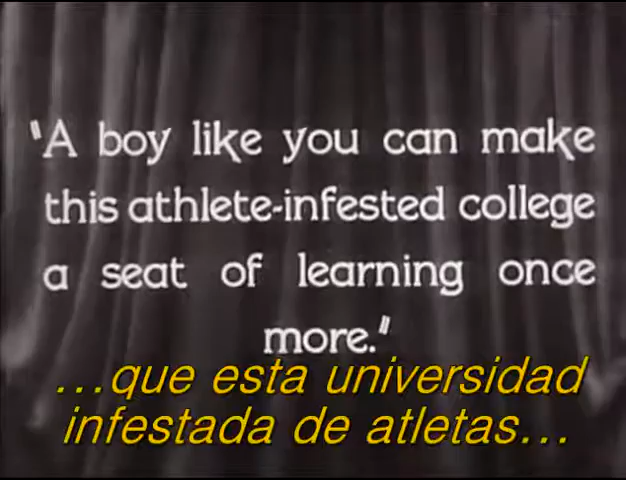 "A boy like you can make
this athlete-infested college
a seat of learning once
more."
...que esta universidad
infestada de atletas...